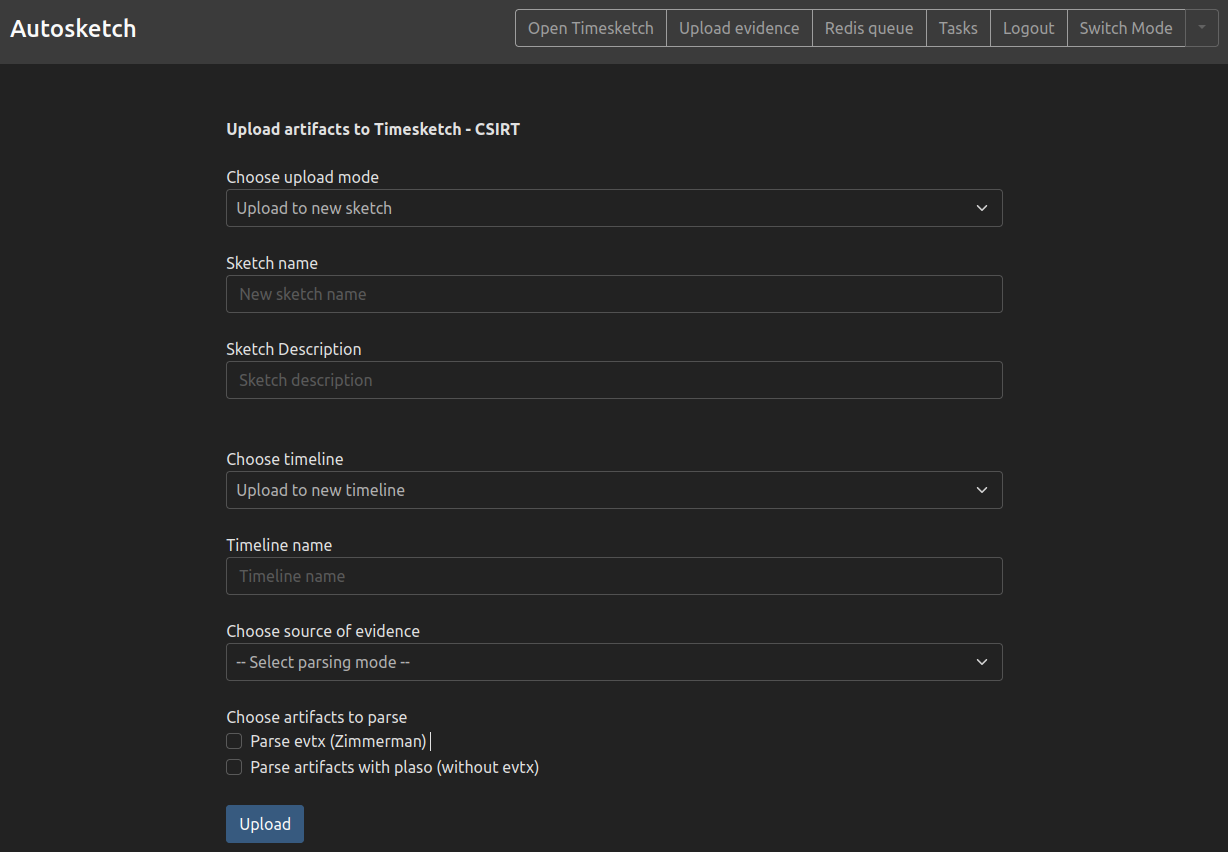 Autosketch
Open Timesketch Upload evidence Redis queue Tasks Logout Switch Mode
Upload artifacts to Timesketch - CSIRT
Choose upload mode
Upload to new sketch
Sketch name
New sketch name
Sketch Description
Sketch description
Choose timeline
Upload to new timeline
Timeline name
Timeline name
Choose source of evidence
-- Select parsing mode --
Choose artifacts to parse
Parse evtx (Zimmerman)
Parse artifacts with plaso (without evtx)
Upload